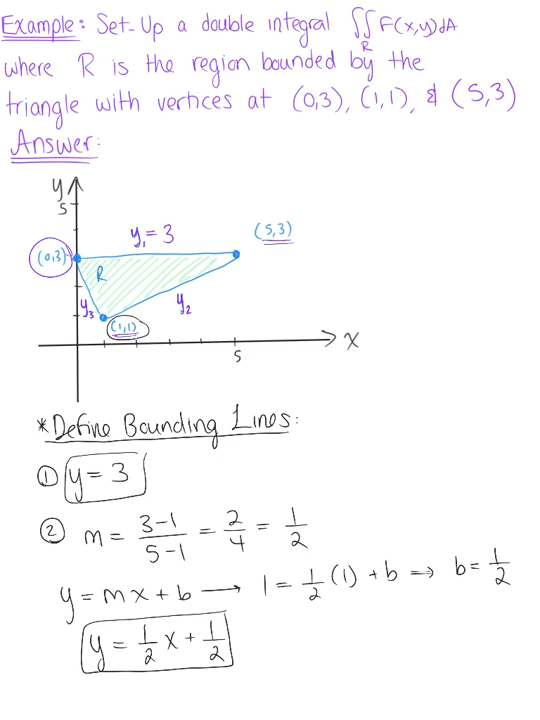 Example: Set-Up a double integral ∬_R F(x,y)dA
where R is the region bounded by the
triangle with vertices at (0,3), (1,1), & (5,3)
Answer:
y
5
y₁ = 3
(5,3)
(0,3)
R
y₃
y₂
(1,1)
x
5
*Define Bounding Lines:
① y = 3
② m = (3-1)/(5-1) = 2/4 = 1/2
y = mx + b → 1 = 1/2 (1) + b ⇒ b = 1/2
y = 1/2 x + 1/2